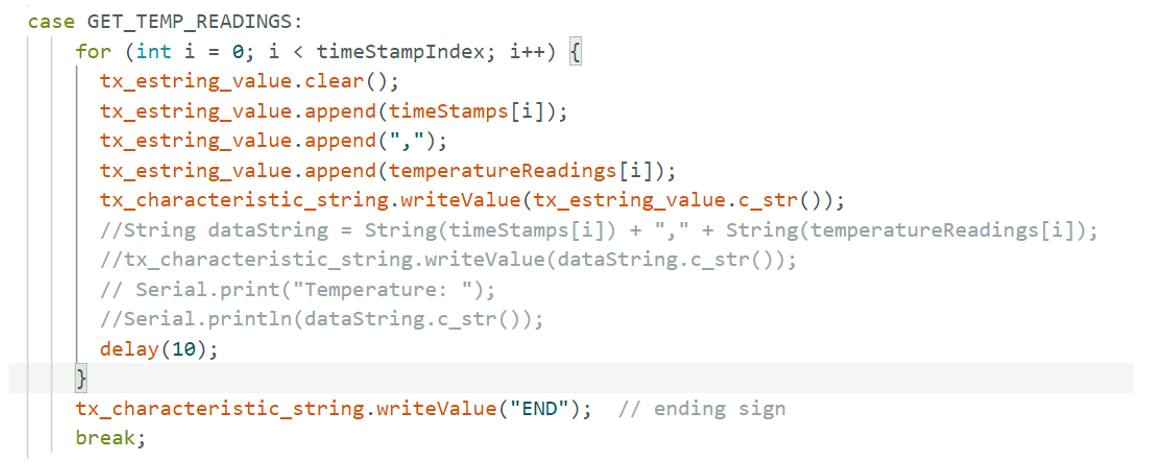 case GET_TEMP_READINGS:
for (int i = 0; i < timeStampIndex; i++) {
tx_estring_value.clear();
tx_estring_value.append(timeStamps[i]);
tx_estring_value.append(",");
tx_estring_value.append(temperatureReadings[i]);
tx_characteristic_string.writeValue(tx_estring_value.c_str());
//String dataString = String(timeStamps[i]) + "," + String(temperatureReadings[i]);
//tx_characteristic_string.writeValue(dataString.c_str());
// Serial.print("Temperature: ");
//Serial.println(dataString.c_str());
delay(10);
}
tx_characteristic_string.writeValue("END");  // ending sign
break;